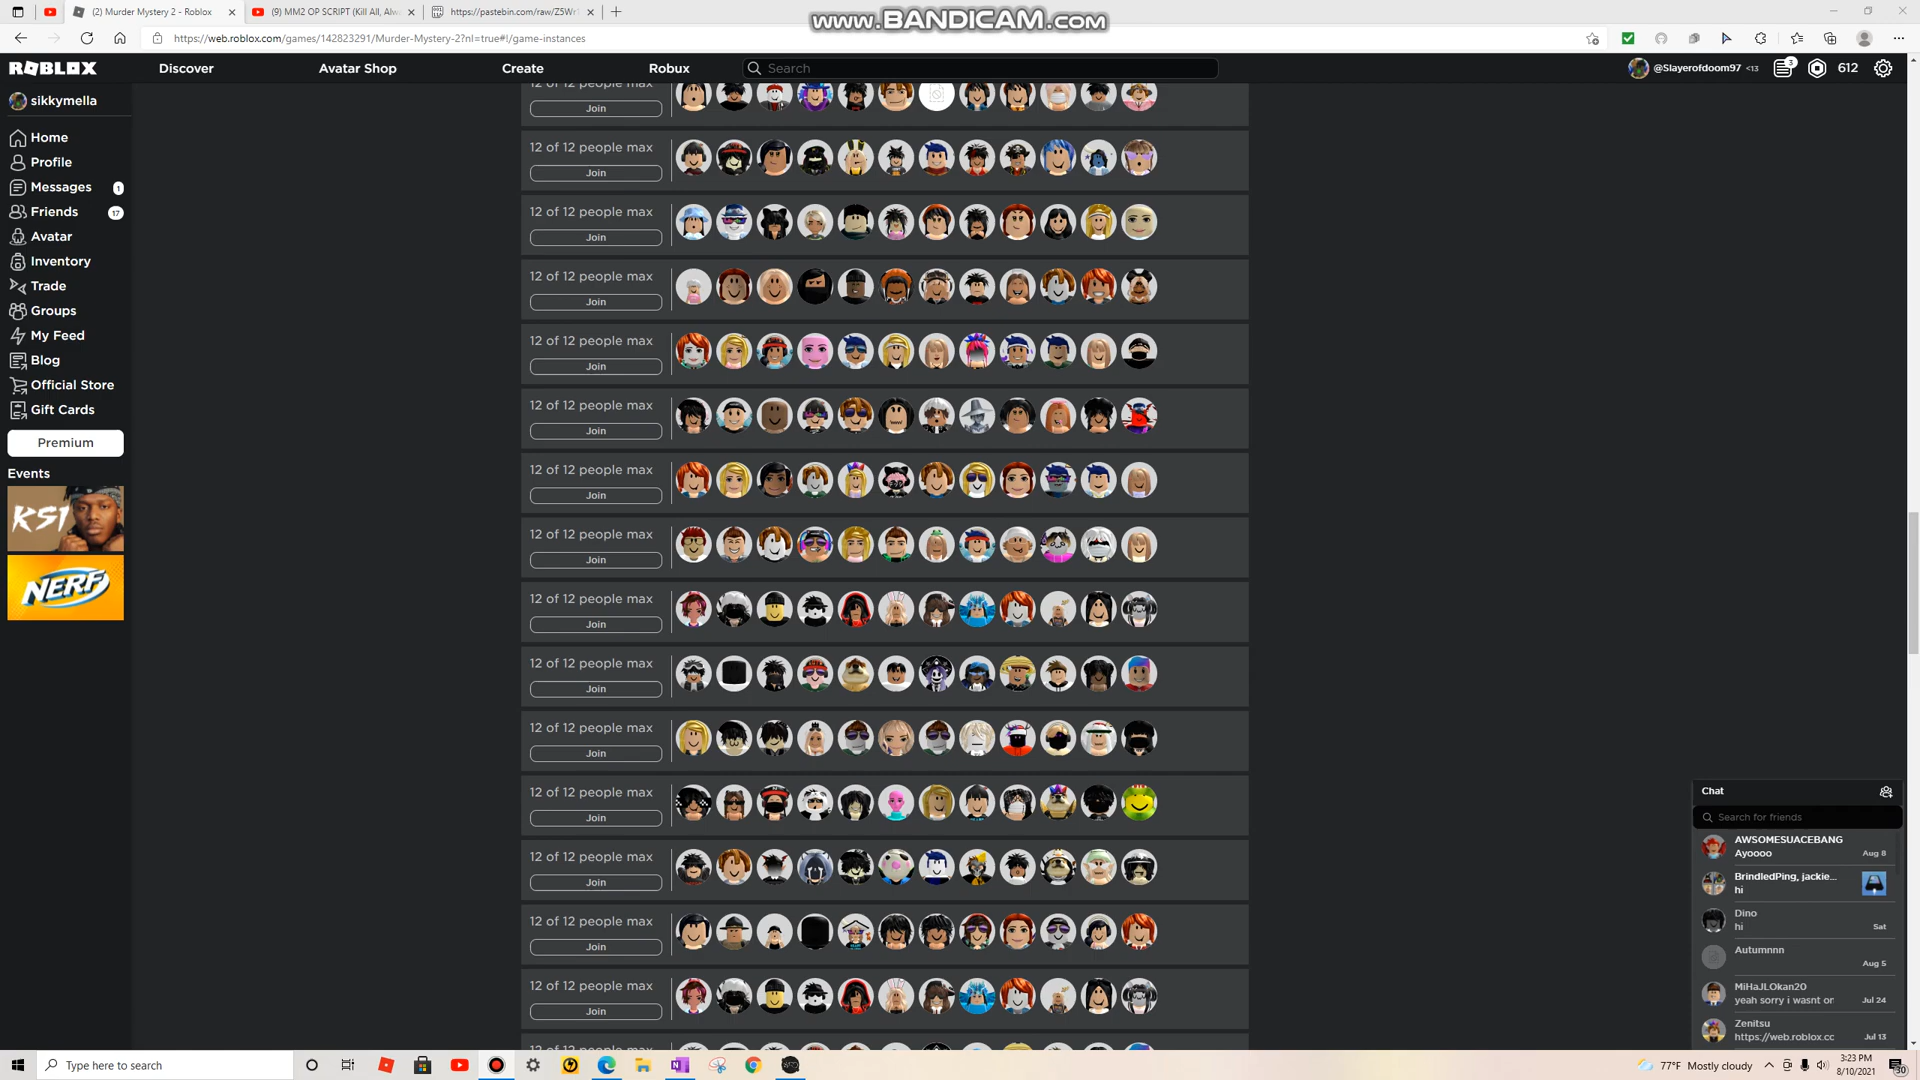 (2) Murder Mystery 2 - Roblox
(9) MM2 OP SCRIPT (Kill All, Alwa
https://pastebin.com/raw/Z5Wr
www.BANDICAM.com
https://web.roblox.com/games/142823291/Murder-Mystery-2?nl=true#!/game-instances
ROBLOX
Discover
Avatar Shop
Create
Robux
Search
@Slayerofdoom97 <13
3
612
sikkymella
Home
Profile
Messages 1
Friends 17
Avatar
Inventory
Trade
Groups
My Feed
Blog
Official Store
Gift Cards
Premium
Events
KSI
NERF
12 of 12 people max
Join
12 of 12 people max
Join
12 of 12 people max
Join
12 of 12 people max
Join
12 of 12 people max
Join
12 of 12 people max
Join
12 of 12 people max
Join
12 of 12 people max
Join
12 of 12 people max
Join
12 of 12 people max
Join
12 of 12 people max
Join
12 of 12 people max
Join
12 of 12 people max
Join
12 of 12 people max
Join
12 of 12 people max
Join
Chat
Search for friends
AWSOMESUACEBANG
Ayoooo Aug 8
BrindledPing, jackie...
hi
Dino
hi Sat
Autumnnn
Aug 5
MiHaJLOkan20
yeah sorry i wasnt on Jul 24
Zenitsu
https://web.roblox.cc Jul 13
Type here to search
77°F Mostly cloudy
3:23 PM
8/10/2021
30